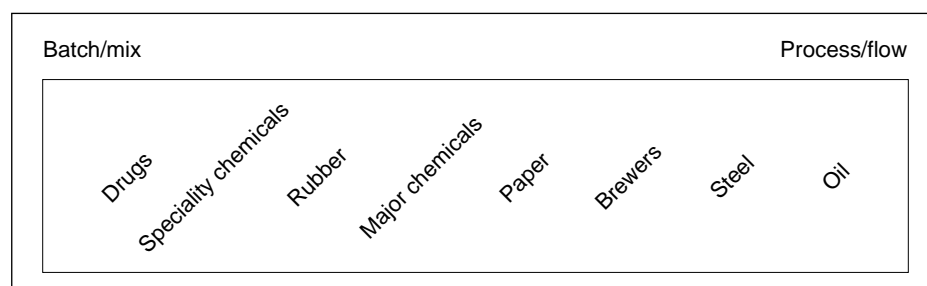 Batch/mix
Process/flow
Drugs
Speciality chemicals
Rubber
Major chemicals
Paper
Brewers
Steel
Oil